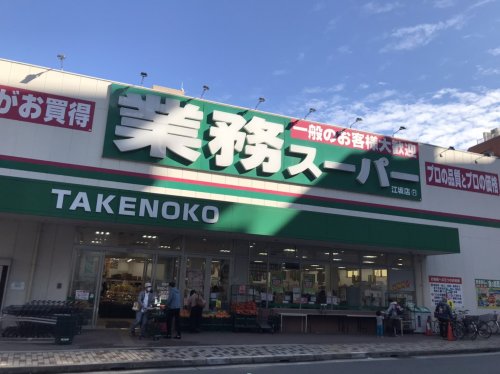 がお買得
業務スーパー
一般のお客様大歓迎
江坂店
プロの品質とプロの価格
TAKENOKO